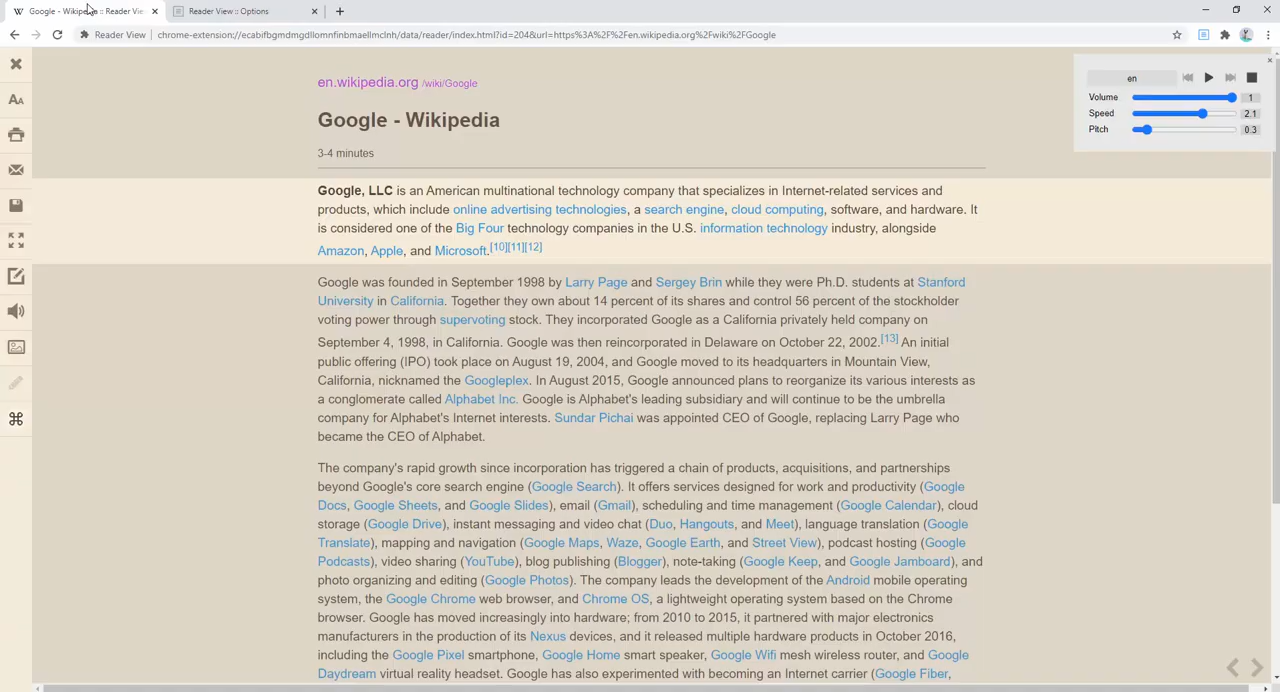 Google - Wikipedia :: Reader Vie
Reader View :: Options
Reader View
chrome-extension://ecabifbgmdmgdllomnfinbmaellmclnh/data/reader/index.html?id=204&url=https%3A%2F%2Fen.wikipedia.org%2Fwiki%2FGoogle
en.wikipedia.org /wiki/Google
Google - Wikipedia
3-4 minutes
en
Volume 1
Speed 2.1
Pitch 0.3
Google, LLC is an American multinational technology company that specializes in Internet-related services and
products, which include online advertising technologies, a search engine, cloud computing, software, and hardware. It
is considered one of the Big Four technology companies in the U.S. information technology industry, alongside
Amazon, Apple, and Microsoft.[10][11][12]
Google was founded in September 1998 by Larry Page and Sergey Brin while they were Ph.D. students at Stanford
University in California. Together they own about 14 percent of its shares and control 56 percent of the stockholder
voting power through supervoting stock. They incorporated Google as a California privately held company on
September 4, 1998, in California. Google was then reincorporated in Delaware on October 22, 2002.[13] An initial
public offering (IPO) took place on August 19, 2004, and Google moved to its headquarters in Mountain View,
California, nicknamed the Googleplex. In August 2015, Google announced plans to reorganize its various interests as
a conglomerate called Alphabet Inc. Google is Alphabet's leading subsidiary and will continue to be the umbrella
company for Alphabet's Internet interests. Sundar Pichai was appointed CEO of Google, replacing Larry Page who
became the CEO of Alphabet.
The company's rapid growth since incorporation has triggered a chain of products, acquisitions, and partnerships
beyond Google's core search engine (Google Search). It offers services designed for work and productivity (Google
Docs, Google Sheets, and Google Slides), email (Gmail), scheduling and time management (Google Calendar), cloud
storage (Google Drive), instant messaging and video chat (Duo, Hangouts, and Meet), language translation (Google
Translate), mapping and navigation (Google Maps, Waze, Google Earth, and Street View), podcast hosting (Google
Podcasts), video sharing (YouTube), blog publishing (Blogger), note-taking (Google Keep, and Google Jamboard), and
photo organizing and editing (Google Photos). The company leads the development of the Android mobile operating
system, the Google Chrome web browser, and Chrome OS, a lightweight operating system based on the Chrome
browser. Google has moved increasingly into hardware; from 2010 to 2015, it partnered with major electronics
manufacturers in the production of its Nexus devices, and it released multiple hardware products in October 2016,
including the Google Pixel smartphone, Google Home smart speaker, Google Wifi mesh wireless router, and Google
Daydream virtual reality headset. Google has also experimented with becoming an Internet carrier (Google Fiber,